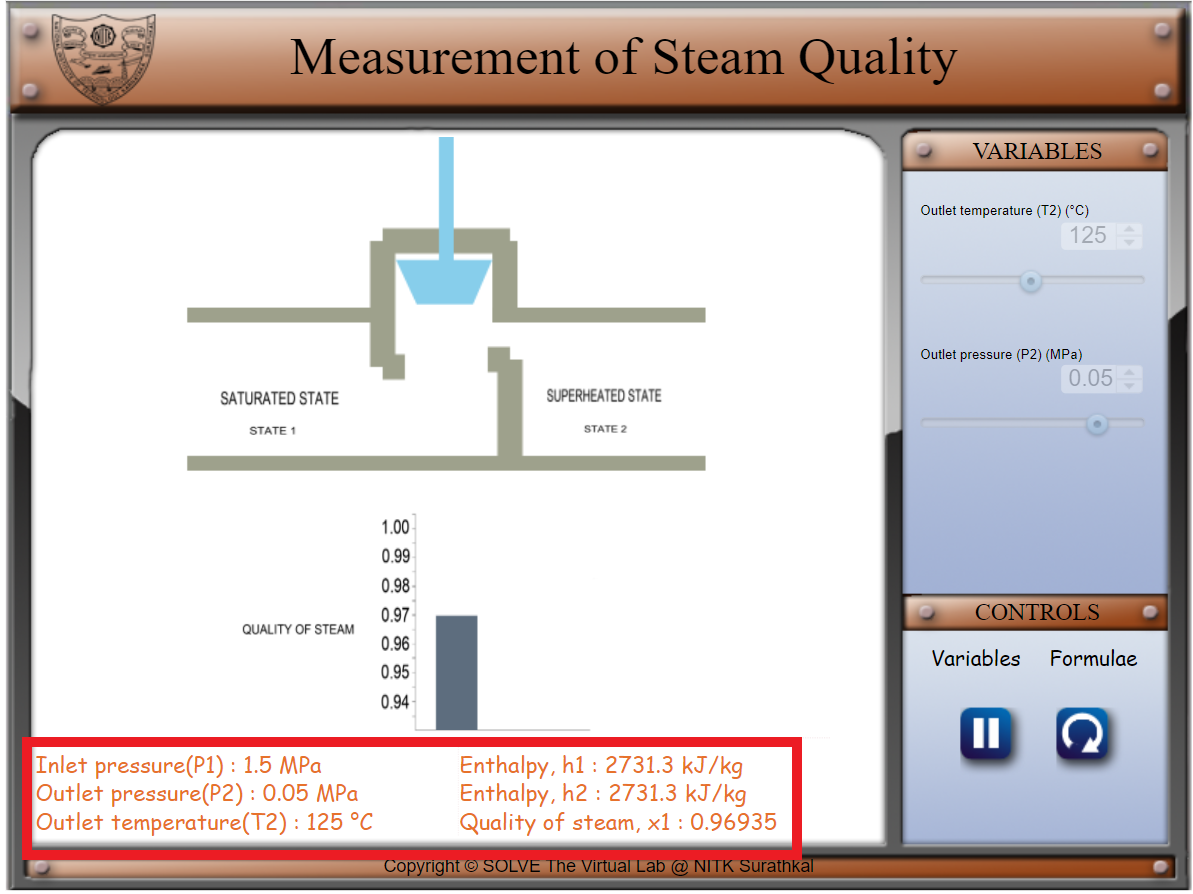 Measurement of Steam Quality
SATURATED STATE
STATE 1
SUPERHEATED STATE
STATE 2
QUALITY OF STEAM
1.00
0.99
0.98
0.97
0.96
0.95
0.94
Inlet pressure(P1) : 1.5 MPa
Outlet pressure(P2) : 0.05 MPa
Outlet temperature(T2) : 125 °C
Enthalpy, h1 : 2731.3 kJ/kg
Enthalpy, h2 : 2731.3 kJ/kg
Quality of steam, x1 : 0.96935
VARIABLES
Outlet temperature (T2) (°C)
125
Outlet pressure (P2) (MPa)
0.05
CONTROLS
Variables Formulae
Copyright © SOLVE The Virtual Lab @ NITK Surathkal